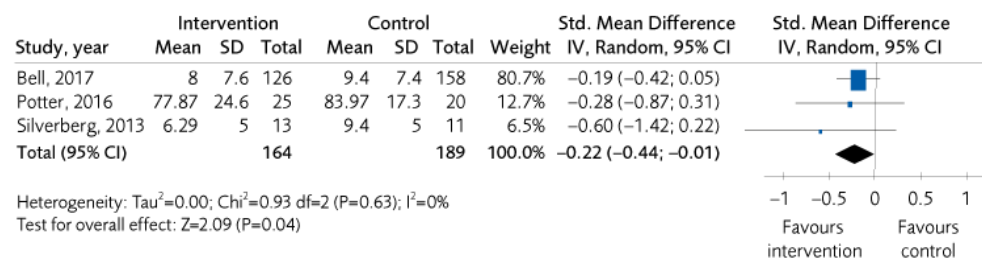 Intervention Control Std. Mean Difference Std. Mean Difference
Study, year Mean SD Total Mean SD Total Weight IV, Random, 95% CI IV, Random, 95% CI
Bell, 2017 8 7.6 126 9.4 7.4 158 80.7% −0.19 (−0.42; 0.05)
Potter, 2016 77.87 24.6 25 83.97 17.3 20 12.7% −0.28 (−0.87; 0.31)
Silverberg, 2013 6.29 5 13 9.4 5 11 6.5% −0.60 (−1.42; 0.22)
Total (95% CI) 164 189 100.0% −0.22 (−0.44; −0.01)
Heterogeneity: Tau²=0.00; Chi²=0.93 df=2 (P=0.63); I²=0%
Test for overall effect: Z=2.09 (P=0.04)
−1 −0.5 0 0.5 1
Favours Favours
intervention control